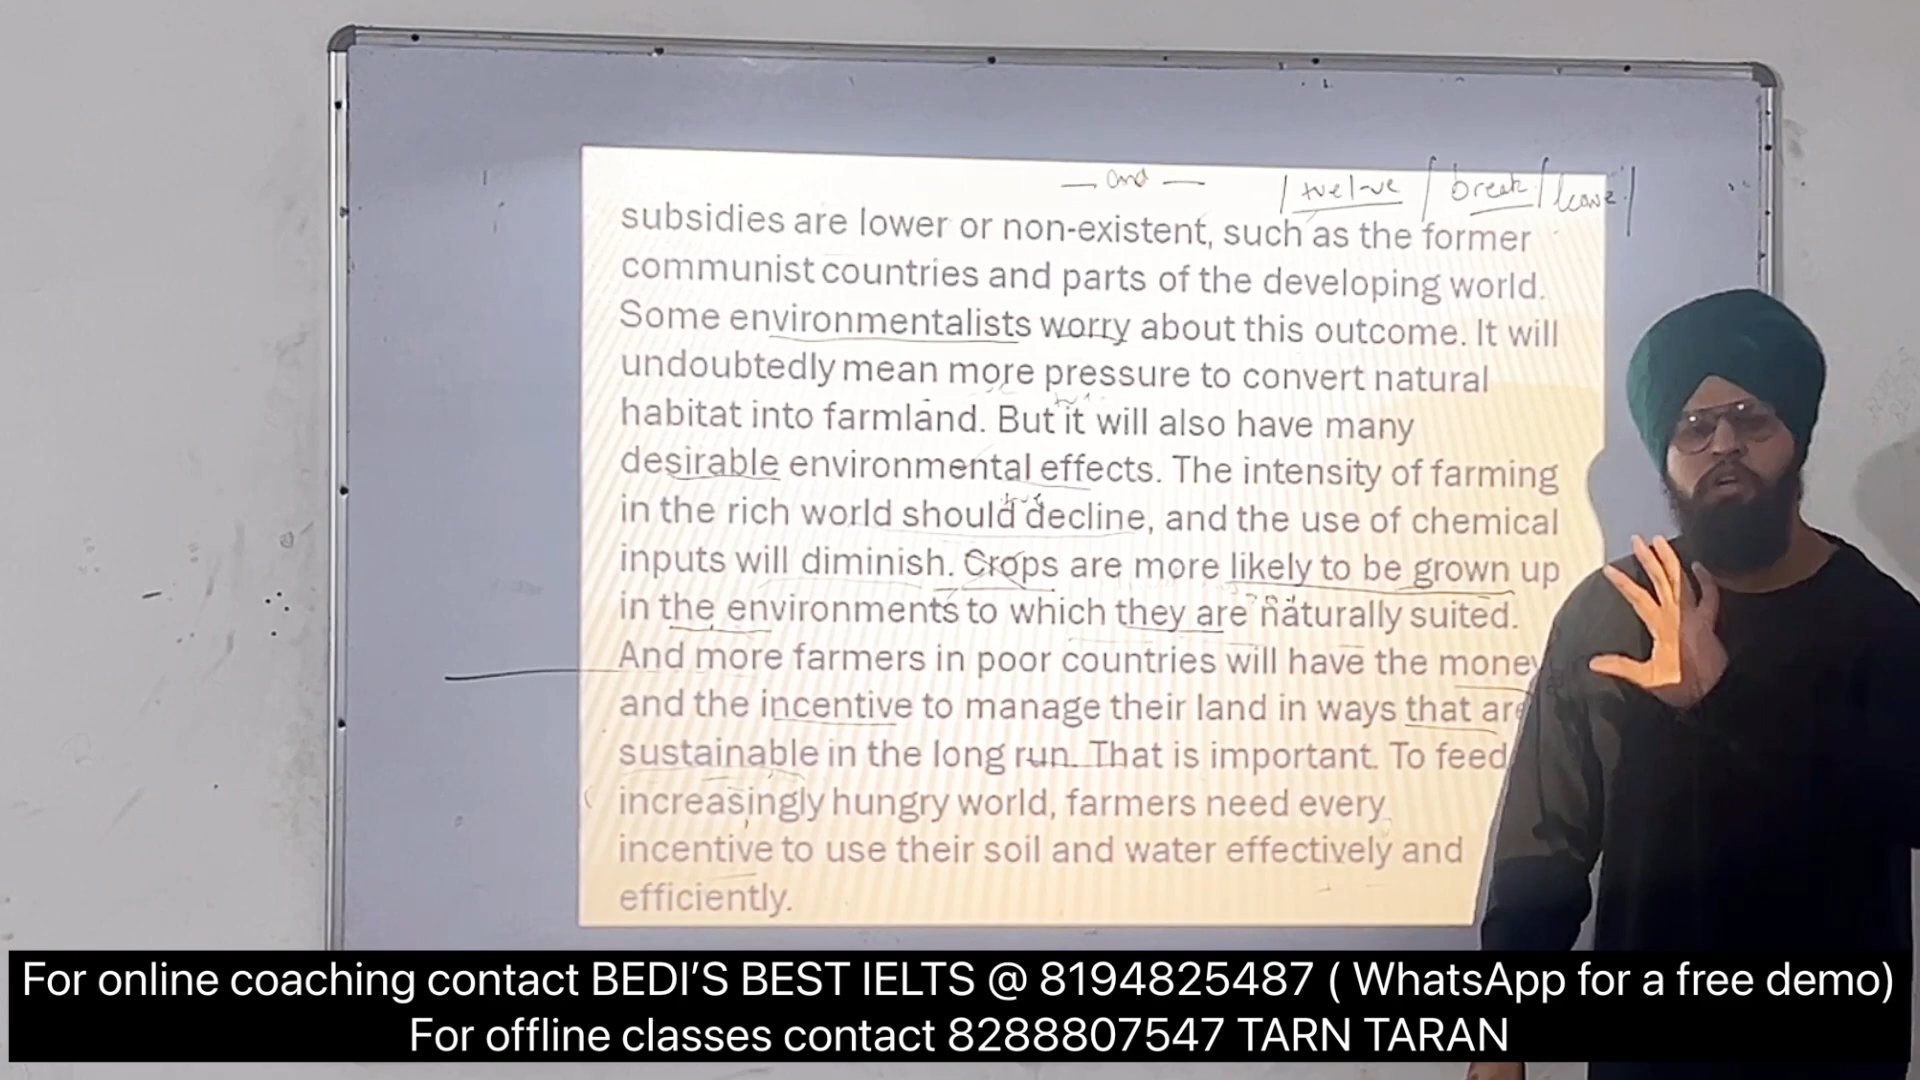 and
twelve / break / leave /
subsidies are lower or non-existent, such as the former
communist countries and parts of the developing world.
Some environmentalists worry about this outcome. It will
undoubtedly mean more pressure to convert natural
habitat into farmland. But it will also have many
desirable environmental effects. The intensity of farming
in the rich world should decline, and the use of chemical
inputs will diminish. Crops are more likely to be grown up
in the environments to which they are naturally suited.
And more farmers in poor countries will have the money
and the incentive to manage their land in ways that are
sustainable in the long run. That is important. To feed
increasingly hungry world, farmers need every
incentive to use their soil and water effectively and
efficiently.
For online coaching contact BEDI’S BEST IELTS @ 8194825487 ( WhatsApp for a free demo)
For offline classes contact 8288807547 TARN TARAN